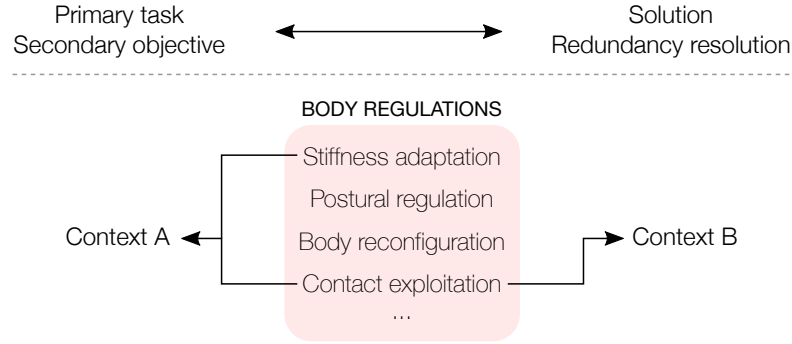 Primary task
Secondary objective
Solution
Redundancy resolution
BODY REGULATIONS
Stiffness adaptation
Postural regulation
Context A
Body reconfiguration
Context B
Contact exploitation
...